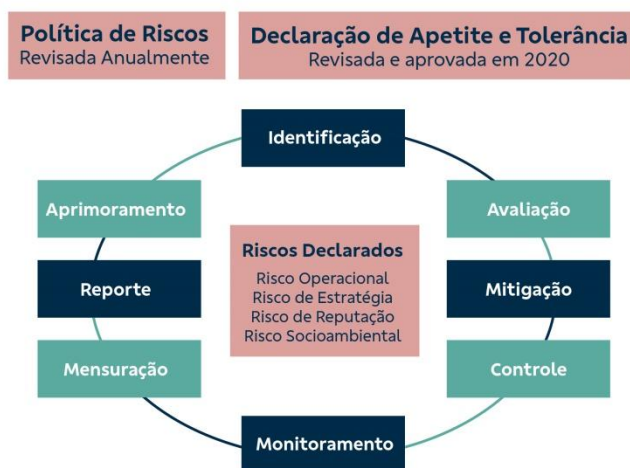 Política de Riscos
Revisada Anualmente
Declaração de Apetite e Tolerância
Revisada e aprovada em 2020
Identificação
Aprimoramento
Avaliação
Riscos Declarados
Risco Operacional
Risco de Estratégia
Risco de Reputação
Risco Socioambiental
Reporte
Mitigação
Mensuração
Controle
Monitoramento